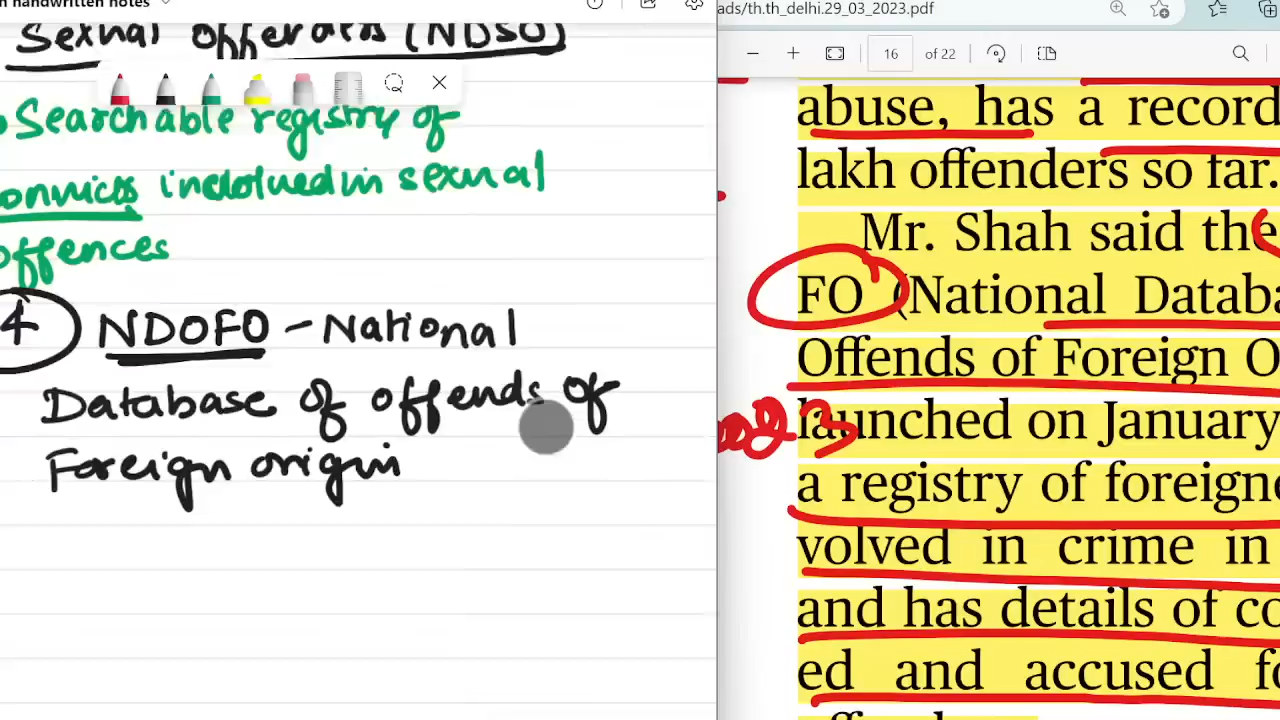 handwritten notes
Sexual offenders (NDSO)
Searchable registry of
involved in sexual
offences
4 NDOFO - National
Database of offends of
Foreign origin
ads/th.th_delhi.29_03_2023.pdf
16 of 22
abuse, has a record
lakh offenders so far.
Mr. Shah said the
FO (National Databa
Offends of Foreign O
launched on January
a registry of foreigne
volved in crime in
and has details of co
ed and accused fo